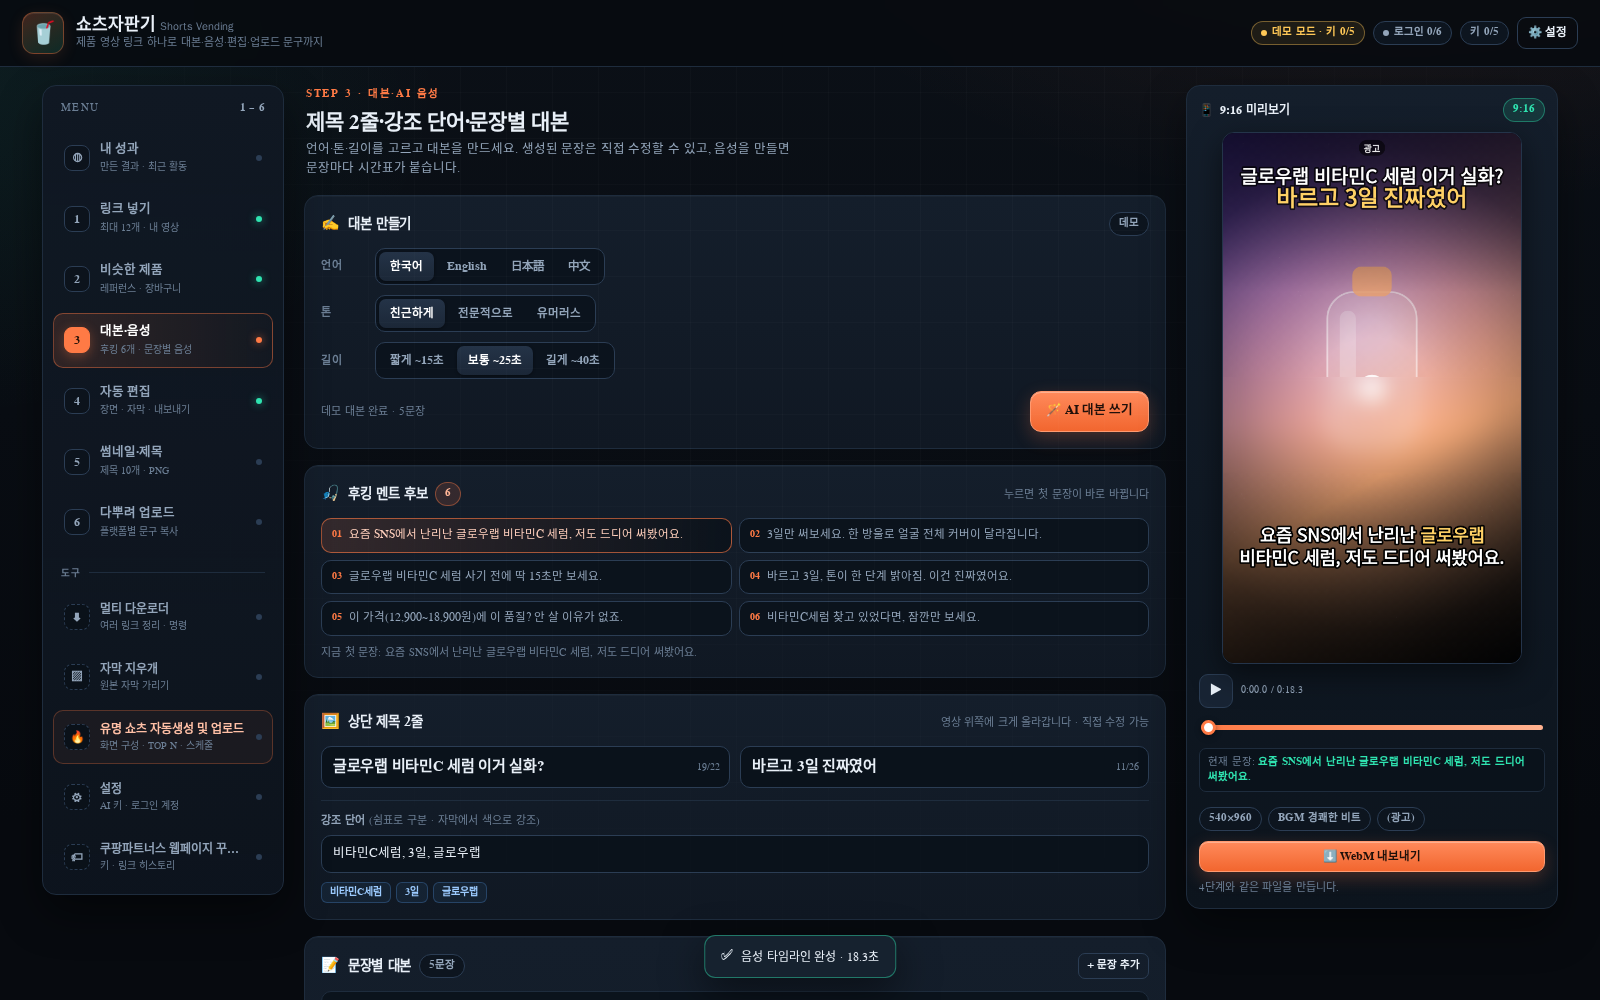 쇼츠자판기 Shorts Vending
제품 영상 링크 하나로 대본·음성·편집·업로드 문구까지
데모 모드 · 키 0/5
로그인 0/6
키 0/5
설정
MENU
1 – 6
내 성과
만든 결과 · 최근 활동
1
링크 넣기
최대 12개 · 내 영상
2
비슷한 제품
레퍼런스 · 장바구니
3
대본·음성
후킹 6개 · 문장별 음성
4
자동 편집
장면 · 자막 · 내보내기
5
썸네일·제목
제목 10개 · PNG
6
다뿌려 업로드
플랫폼별 문구 복사
도구
멀티 다운로더
여러 링크 정리 · 명령
자막 지우개
원본 자막 가리기
유명 쇼츠 자동생성 및 업로드
화면 구성 · TOP N · 스케줄
설정
AI 키 · 로그인 계정
쿠팡파트너스 웹페이지 꾸…
키 · 링크 히스토리
STEP 3 · 대본·AI 음성
제목 2줄·강조 단어·문장별 대본
언어·톤·길이를 고르고 대본을 만드세요. 생성된 문장은 직접 수정할 수 있고, 음성을 만들면
문장마다 시간표가 붙습니다.
대본 만들기
데모
언어
한국어
English
日本語
中文
톤
친근하게
전문적으로
유머러스
길이
짧게 ~15초
보통 ~25초
길게 ~40초
데모 대본 완료 · 5문장
AI 대본 쓰기
후킹 멘트 후보
6
누르면 첫 문장이 바로 바뀝니다
01 요즘 SNS에서 난리난 글로우랩 비타민C 세럼, 저도 드디어 써봤어요.
02 3일만 써보세요. 한 방울로 얼굴 전체 커버이 달라집니다.
03 글로우랩 비타민C 세럼 사기 전에 딱 15초만 보세요.
04 바르고 3일, 톤이 한 단계 밝아짐. 이건 진짜였어요.
05 이 가격(12,900~18,900원)에 이 품질? 안 살 이유가 없죠.
06 비타민C세럼 찾고 있었다면, 잠깐만 보세요.
지금 첫 문장: 요즘 SNS에서 난리난 글로우랩 비타민C 세럼, 저도 드디어 써봤어요.
상단 제목 2줄
영상 위쪽에 크게 올라갑니다 · 직접 수정 가능
글로우랩 비타민C 세럼 이거 실화?
19/22
바르고 3일 진짜였어
11/26
강조 단어 (쉼표로 구분 · 자막에서 색으로 강조)
비타민C세럼, 3일, 글로우랩
비타민C세럼
3일
글로우랩
문장별 대본
5문장
+ 문장 추가
음성 타임라인 완성 · 18.3초
9:16 미리보기
9:16
광고
글로우랩 비타민C 세럼 이거 실화?
바르고 3일 진짜였어
요즘 SNS에서 난리난 글로우랩
비타민C 세럼, 저도 드디어 써봤어요.
0:00.0 / 0:18.3
현재 문장: 요즘 SNS에서 난리난 글로우랩 비타민C 세럼, 저도 드디어
써봤어요.
540×960
BGM 경쾌한 비트
(광고)
WebM 내보내기
4단계와 같은 파일을 만듭니다.